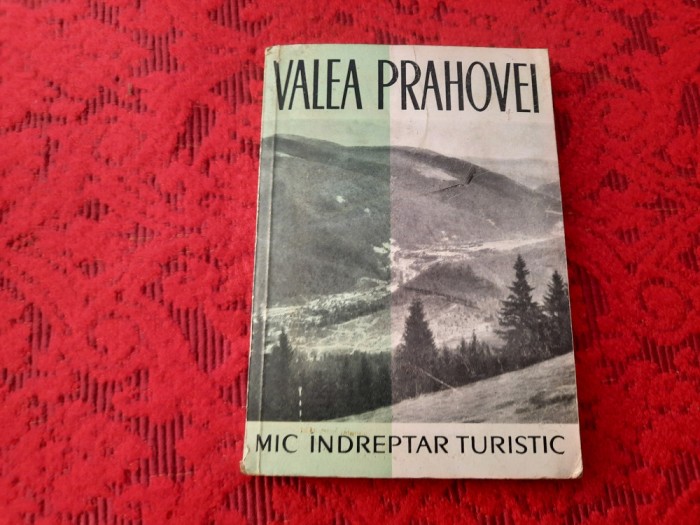 VALEA PRAHOVEI
MIC INDREPTAR TURISTIC